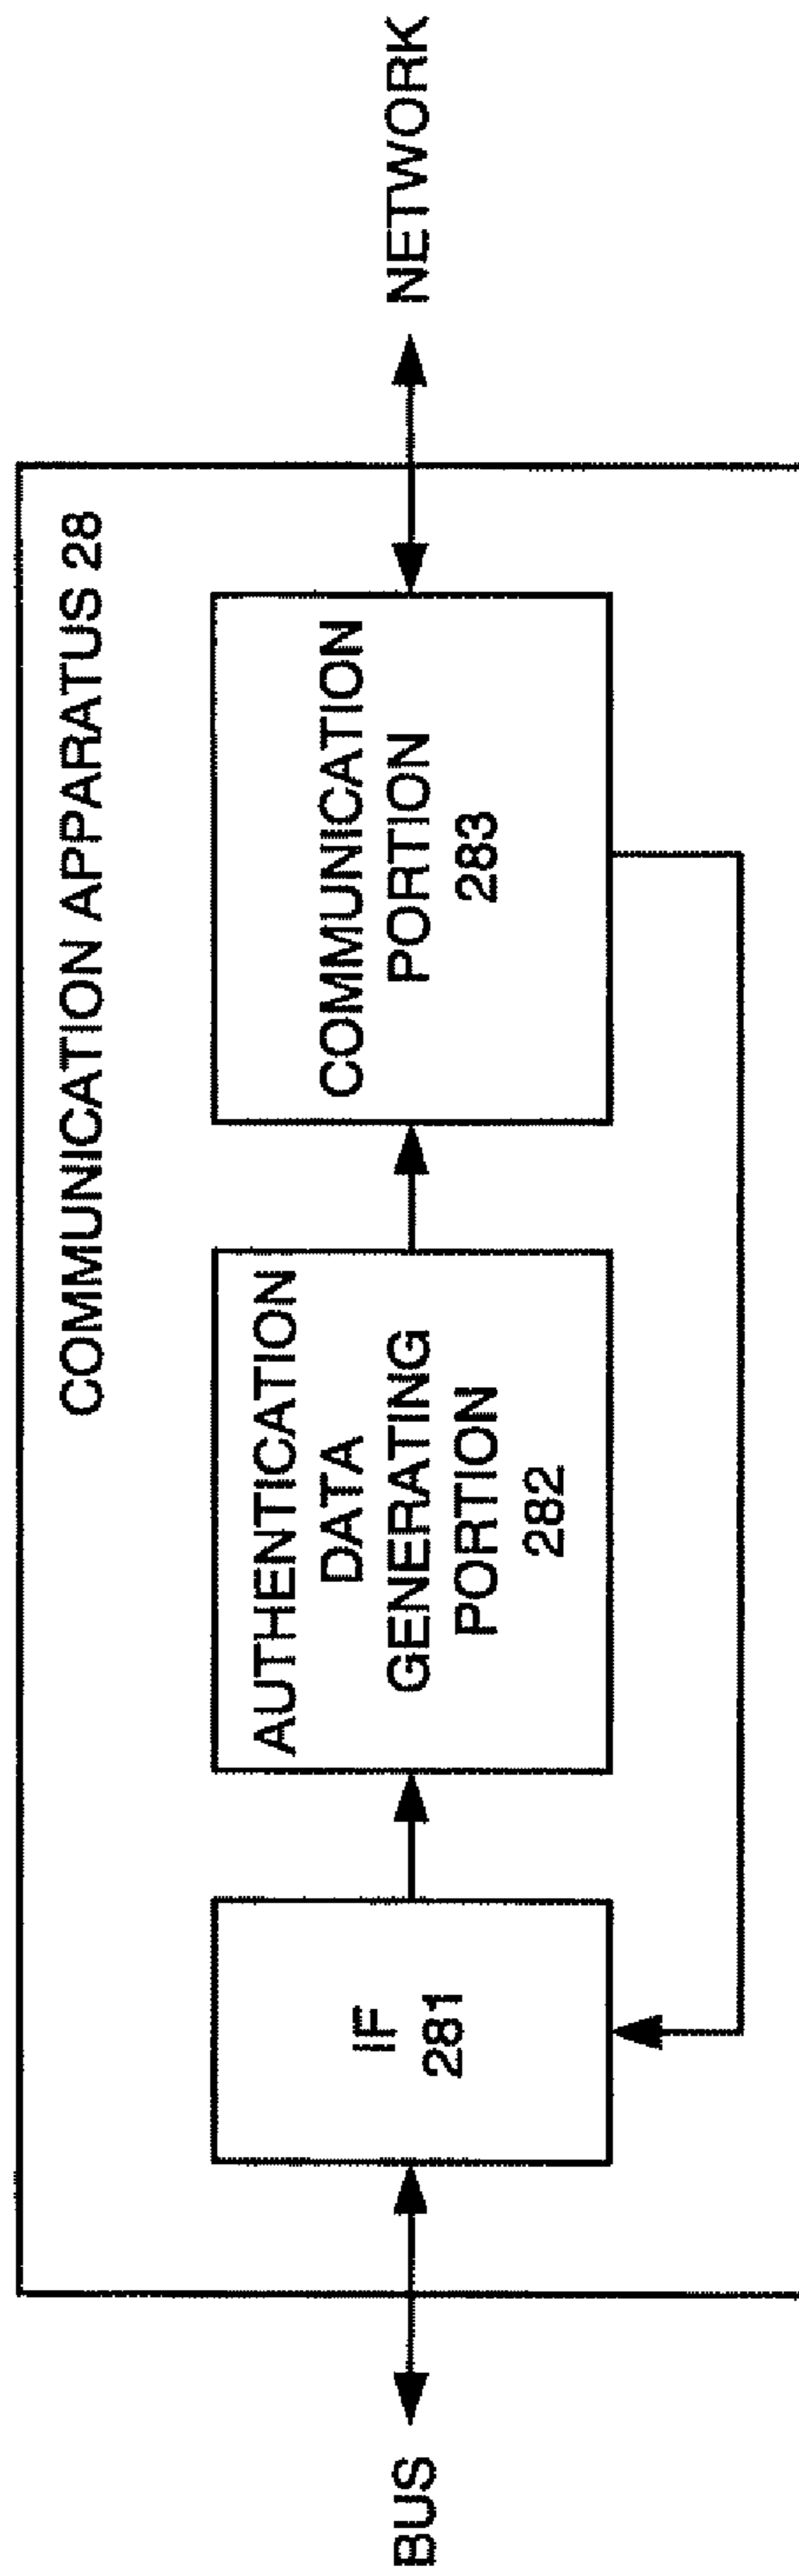 COMMUNICATION APPARATUS 28
BUS
IF
281
AUTHENTICATION
DATA
GENERATING
PORTION
282
COMMUNICATION
PORTION
283
NETWORK